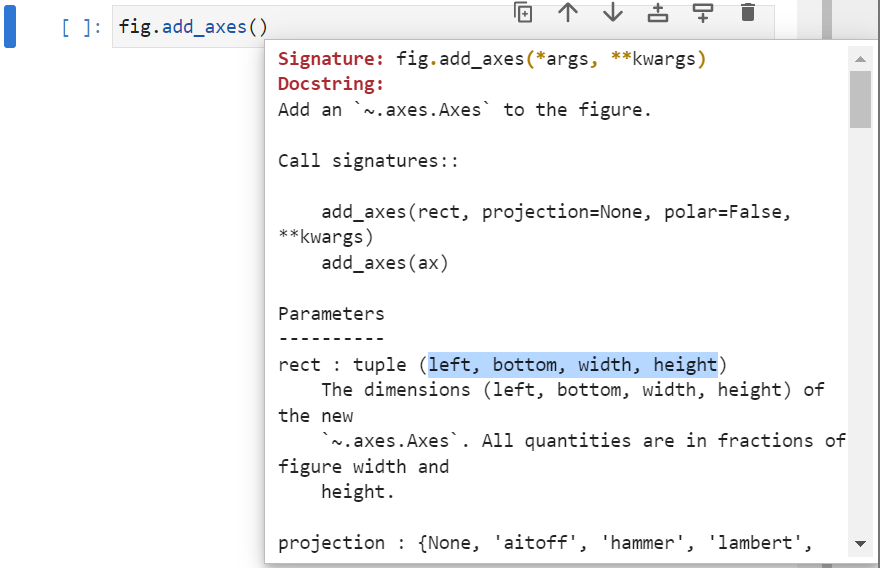 [ ]: fig.add_axes()
Signature: fig.add_axes(*args, **kwargs)
Docstring:
Add an `~.axes.Axes` to the figure.
Call signatures::
add_axes(rect, projection=None, polar=False,
**kwargs)
add_axes(ax)
Parameters
----------
rect : tuple (left, bottom, width, height)
The dimensions (left, bottom, width, height) of
the new
`~.axes.Axes`. All quantities are in fractions of
figure width and
height.
projection : {None, 'aitoff', 'hammer', 'lambert',